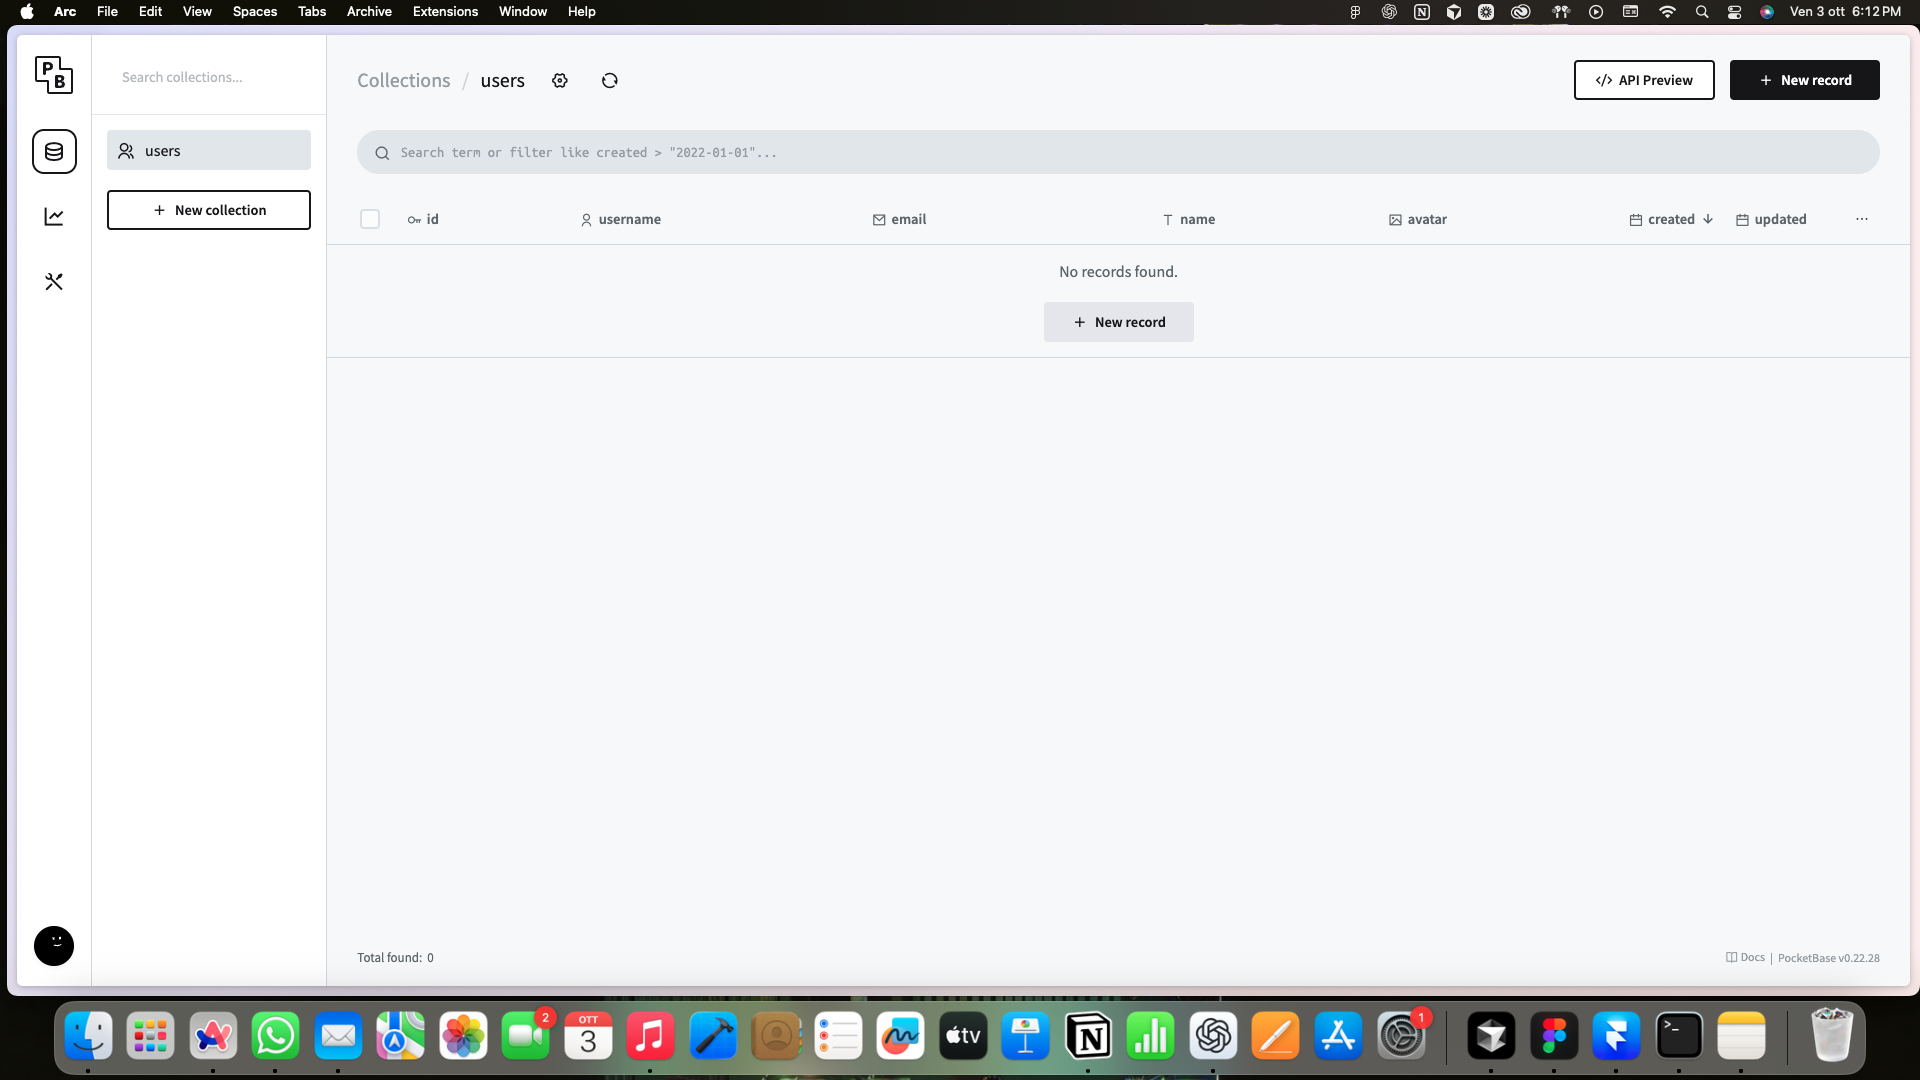 Arc File Edit View Spaces Tabs Archive Extensions Window Help Ven 3 ott 6:12 PM
PB
Search collections...
users
New collection
Collections / users
API Preview
New record
Search term or filter like created > "2022-01-01"...
id username email name avatar created updated
No records found.
New record
Total found: 0
Docs | PocketBase v0.22.28
2
OTT
3
tv
N
1
>_